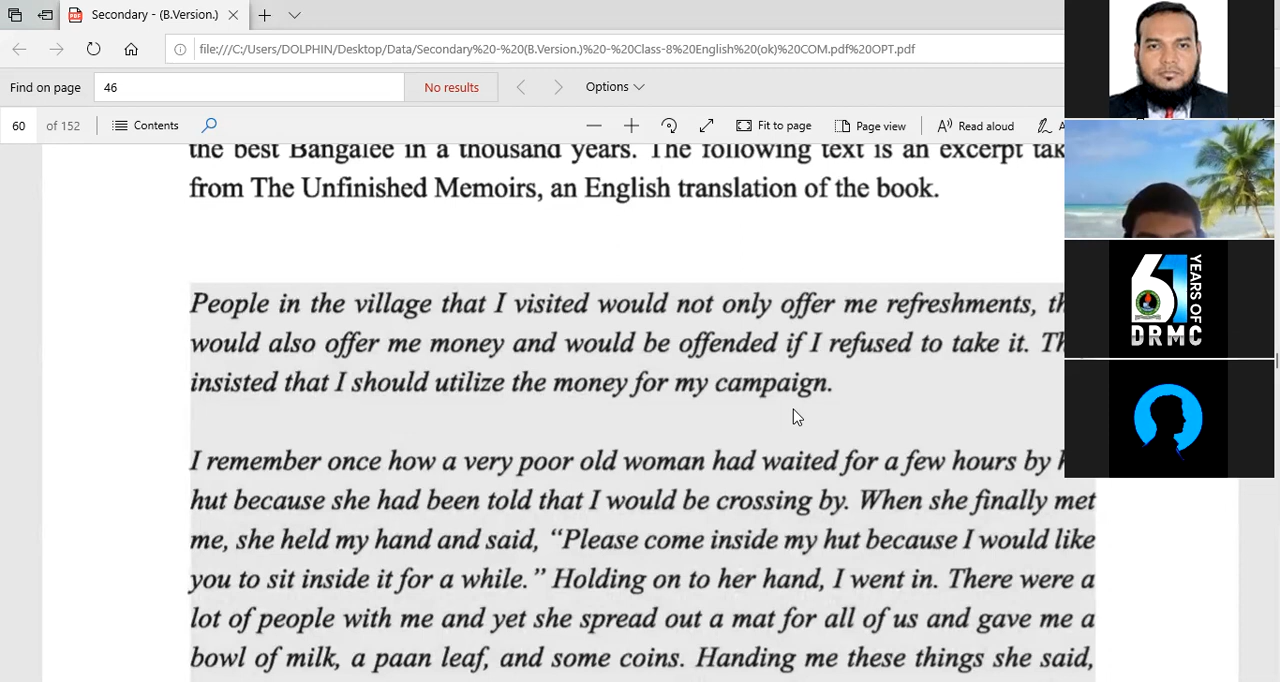 Secondary - (B.Version.)
file:///C:/Users/DOLPHIN/Desktop/Data/Secondary%20-%20(B.Version.)%20-%20Class-8%20English%20(ok)%20COM.pdf%20OPT.pdf
Find on page 46 No results Options
60 of 152 Contents Fit to page Page view Read aloud
the best Bangalee in a thousand years. The following text is an excerpt
from The Unfinished Memoirs, an English translation of the book.
People in the village that I visited would not only offer me refreshments,
would also offer me money and would be offended if I refused to take it.
insisted that I should utilize the money for my campaign.
I remember once how a very poor old woman had waited for a few hours by
hut because she had been told that I would be crossing by. When she finally met
me, she held my hand and said, “Please come inside my hut because I would like
you to sit inside it for a while.” Holding on to her hand, I went in. There were a
lot of people with me and yet she spread out a mat for all of us and gave me a
bowl of milk, a paan leaf, and some coins. Handing me these things she said,
61 YEARS OF
DRMC